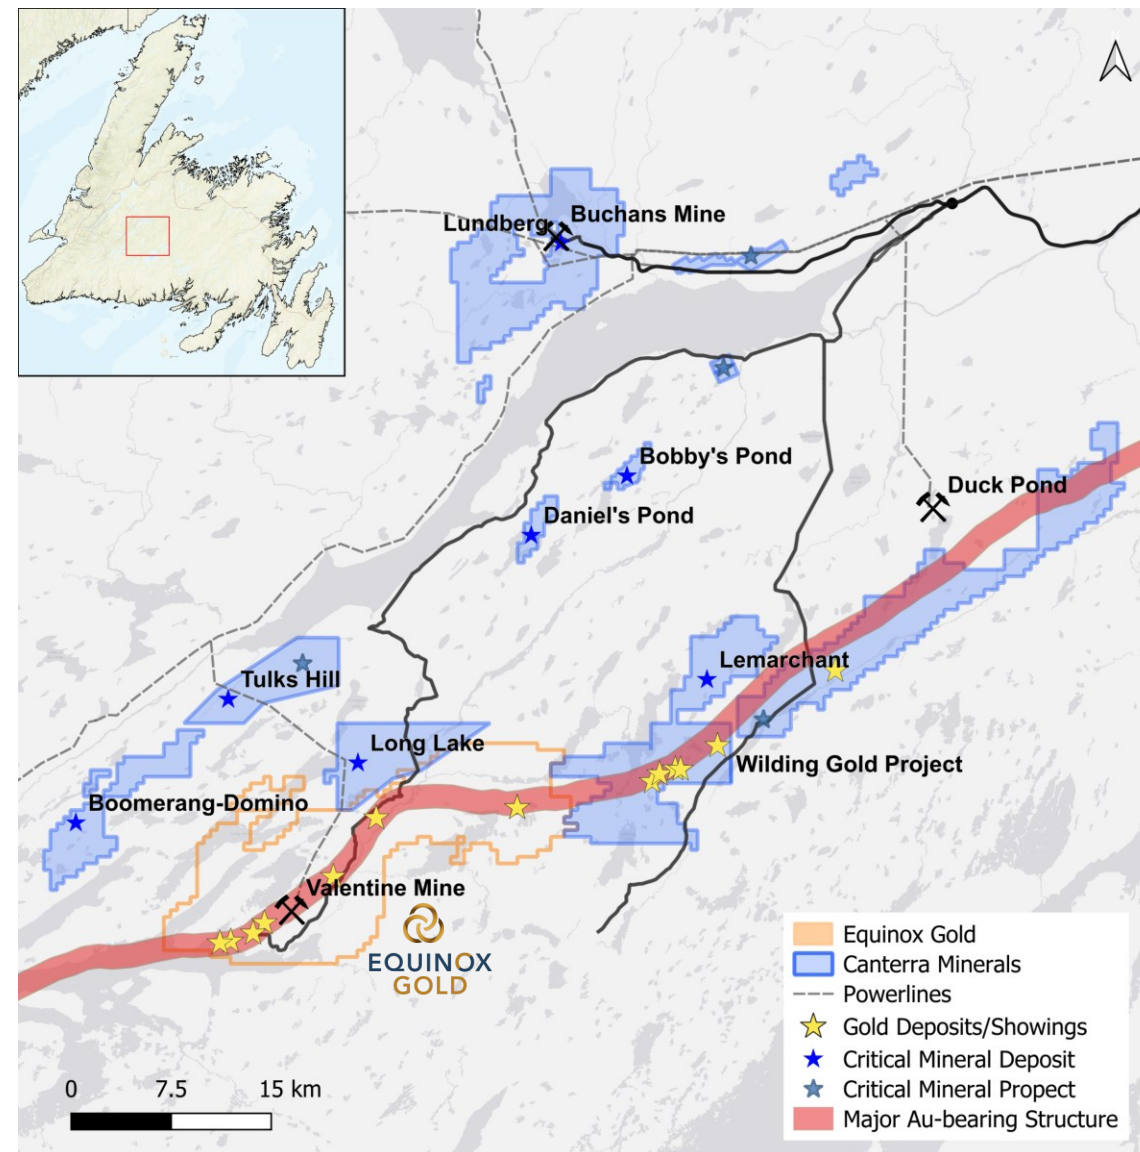 Buchans Mine
Lundberg
Bobby's Pond
Duck Pond
Daniel's Pond
Lemarchant
Tulks Hill
Long Lake
Wilding Gold Project
Boomerang-Domino
Valentine Mine
EQUINOX
GOLD
Equinox Gold
Canterra Minerals
Powerlines
Gold Deposits/Showings
Critical Mineral Deposit
Critical Mineral Propect
Major Au-bearing Structure
0 7.5 15 km